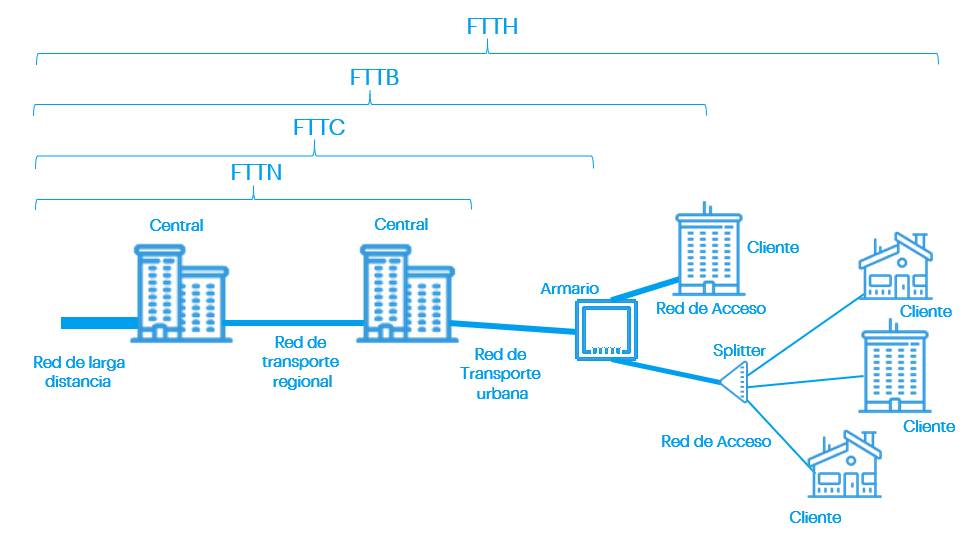 FTTH
FTTB
FTTC
FTTN
Central
Central
Cliente
Armario
Red de Acceso
Cliente
Red de larga
distancia
Red de
transporte
regional
Red de
Transporte
urbana
Splitter
Cliente
Red de Acceso
Cliente